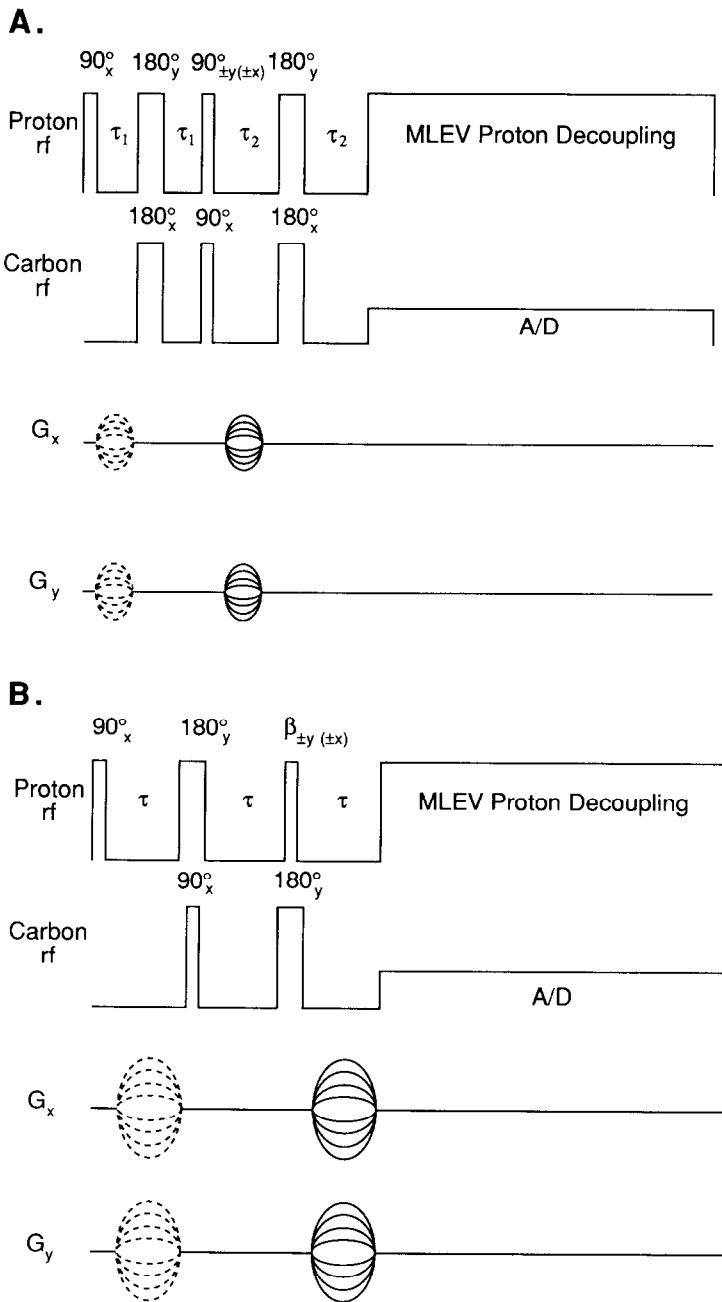 A.
90°x 180°y 90°±y(±x) 180°y
Proton
rf
τ1 τ1 τ2 τ2 MLEV Proton Decoupling
180°x 90°x 180°x
Carbon
rf
A/D
Gx
Gy
B.
90°x 180°y β±y (±x)
Proton
rf
τ τ τ MLEV Proton Decoupling
90°x 180°y
Carbon
rf
A/D
Gx
Gy